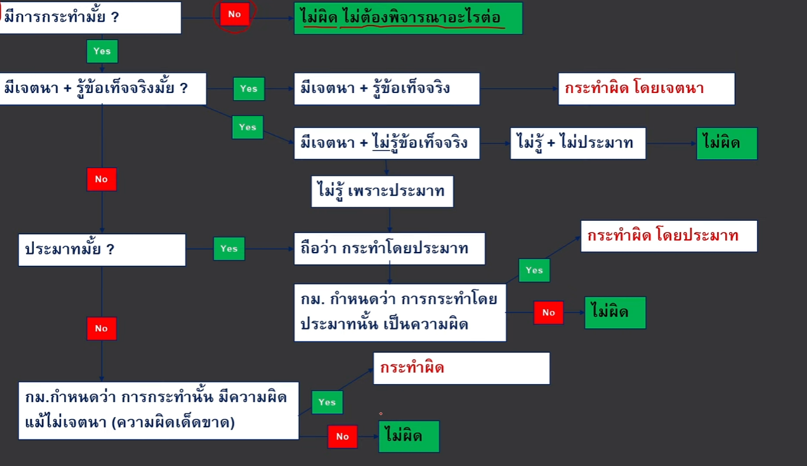 มีการกระทำมั้ย ?
No
ไม่ผิด ไม่ต้องพิจารณาอะไรต่อ
Yes
มีเจตนา + รู้ข้อเท็จจริงมั้ย ?
Yes
มีเจตนา + รู้ข้อเท็จจริง
กระทำผิด โดยเจตนา
Yes
มีเจตนา + ไม่รู้ข้อเท็จจริง
ไม่รู้ + ไม่ประมาท
ไม่ผิด
No
ไม่รู้ เพราะประมาท
ประมาทมั้ย ?
Yes
ถือว่า กระทำโดยประมาท
กระทำผิด โดยประมาท
Yes
กม. กำหนดว่า การกระทำโดย
ประมาทนั้น เป็นความผิด
No
ไม่ผิด
No
กระทำผิด
กม.กำหนดว่า การกระทำนั้น มีความผิด
แม้ไม่เจตนา (ความผิดเด็ดขาด)
Yes
No
ไม่ผิด